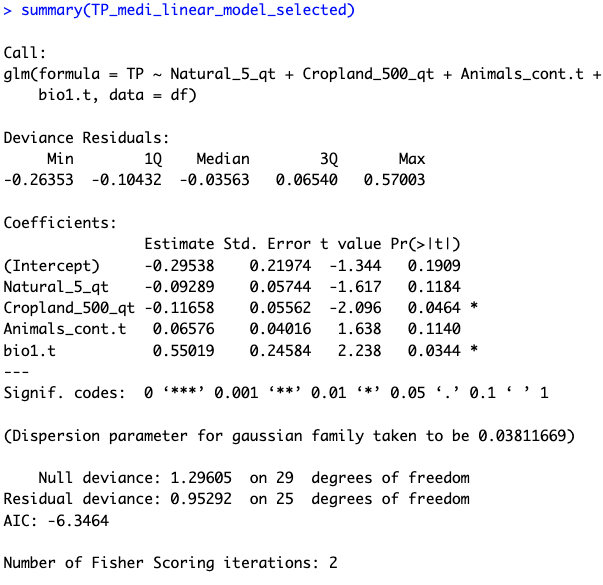 > summary(TP_medi_linear_model_selected)
Call:
glm(formula = TP ~ Natural_5_qt + Cropland_500_qt + Animals_cont.t +
    bio1.t, data = df)
Deviance Residuals:
     Min        1Q    Median        3Q       Max
-0.26353  -0.10432  -0.03563   0.06540   0.57003
Coefficients:
                Estimate Std. Error t value Pr(>|t|)
(Intercept)     -0.29538    0.21974  -1.344   0.1909
Natural_5_qt    -0.09289    0.05744  -1.617   0.1184
Cropland_500_qt -0.11658    0.05562  -2.096   0.0464 *
Animals_cont.t   0.06576    0.04016   1.638   0.1140
bio1.t           0.55019    0.24584   2.238   0.0344 *
---
Signif. codes:  0 ‘***’ 0.001 ‘**’ 0.01 ‘*’ 0.05 ‘.’ 0.1 ‘ ’ 1
(Dispersion parameter for gaussian family taken to be 0.03811669)
    Null deviance: 1.29605  on 29  degrees of freedom
Residual deviance: 0.95292  on 25  degrees of freedom
AIC: -6.3464
Number of Fisher Scoring iterations: 2